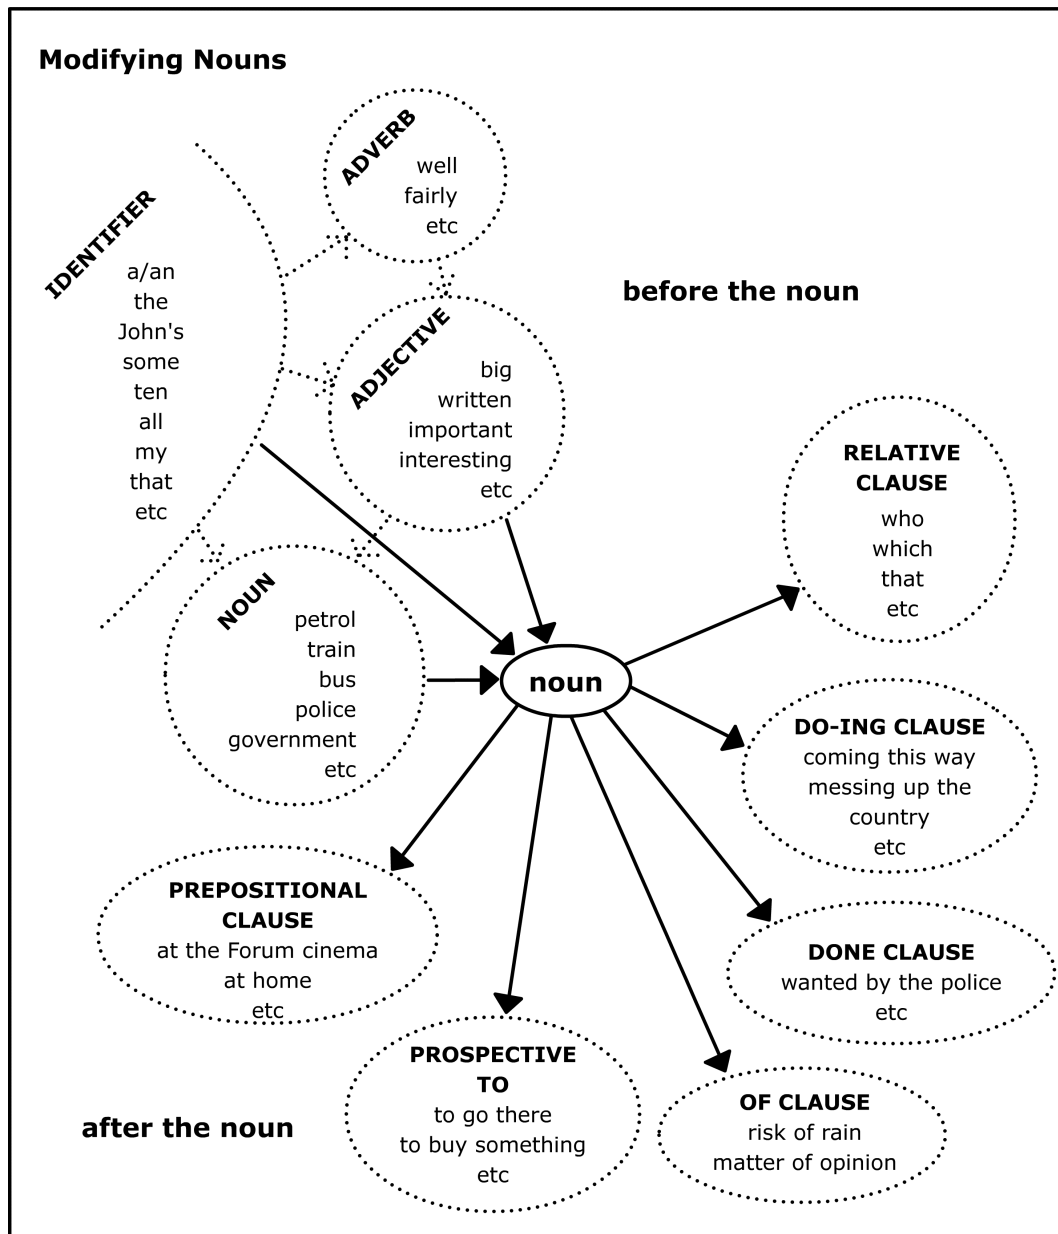 Modifying Nouns
ADVERB
well
fairly
etc
IDENTIFIER
a/an
the
John's
some
ten
all
my
that
etc
before the noun
ADJECTIVE
big
written
important
interesting
etc
RELATIVE
CLAUSE
who
which
that
etc
NOUN
petrol
train
bus
police
government
etc
noun
DO-ING CLAUSE
coming this way
messing up the
country
etc
PREPOSITIONAL
CLAUSE
at the Forum cinema
at home
etc
DONE CLAUSE
wanted by the police
etc
PROSPECTIVE
TO
to go there
to buy something
etc
OF CLAUSE
risk of rain
matter of opinion
after the noun